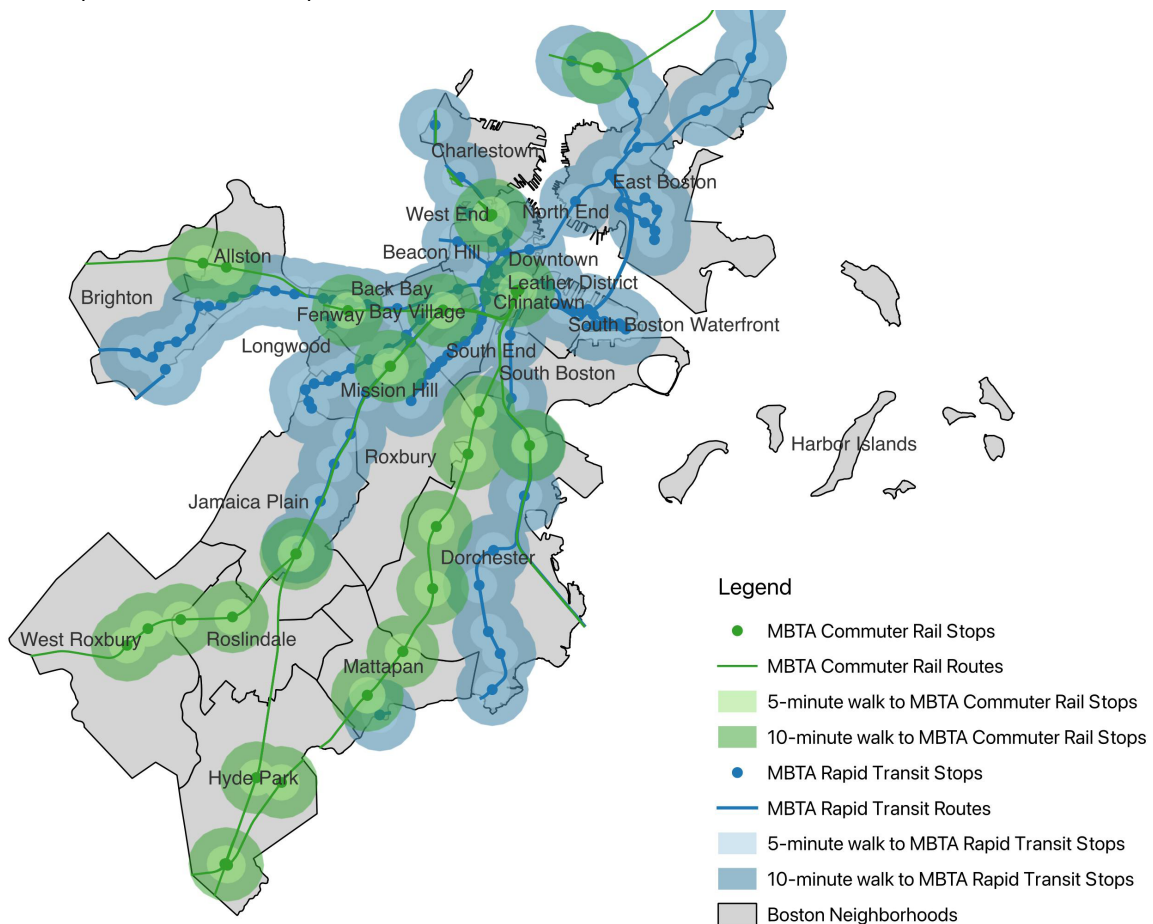 Charlestown
East Boston
West End
North End
Beacon Hill
Downtown
Allston
Leather District
Back Bay
Chinatown
Brighton
Fenway
Bay Village
South Boston Waterfront
Longwood
South End
South Boston
Mission Hill
Harbor Islands
Roxbury
Jamaica Plain
Dorchester
West Roxbury
Roslindale
Mattapan
Hyde Park
Legend
MBTA Commuter Rail Stops
MBTA Commuter Rail Routes
5-minute walk to MBTA Commuter Rail Stops
10-minute walk to MBTA Commuter Rail Stops
MBTA Rapid Transit Stops
MBTA Rapid Transit Routes
5-minute walk to MBTA Rapid Transit Stops
10-minute walk to MBTA Rapid Transit Stops
Boston Neighborhoods